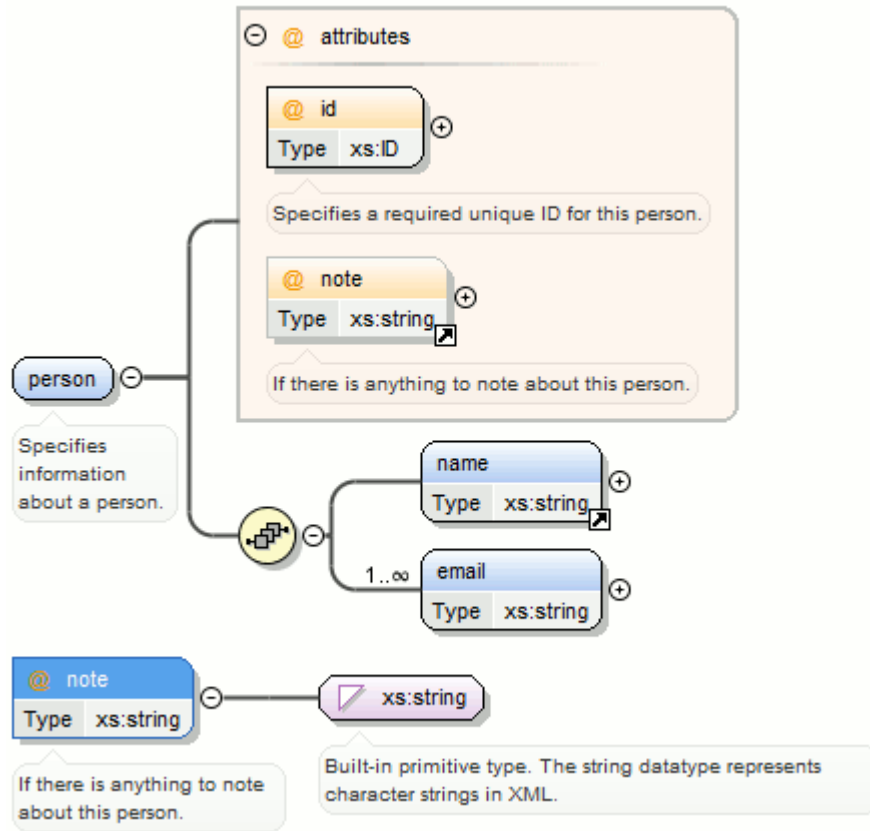 @ attributes
@ id
Type xs:ID
Specifies a required unique ID for this person.
@ note
Type xs:string
If there is anything to note about this person.
person
Specifies
information
about a person.
name
Type xs:string
1..∞
email
Type xs:string
@ note
Type xs:string
xs:string
If there is anything to note
about this person.
Built-in primitive type. The string datatype represents
character strings in XML.